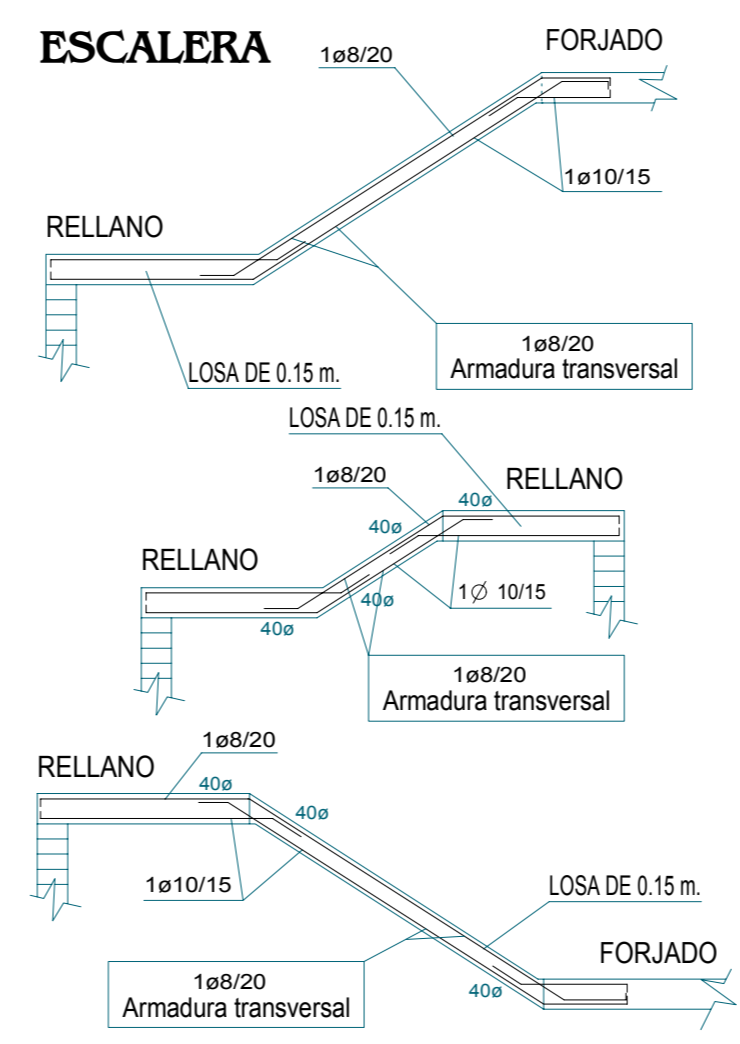 ESCALERA
FORJADO
1ø8/20
1ø10/15
RELLANO
1ø8/20
Armadura transversal
LOSA DE 0.15 m.
LOSA DE 0.15 m.
1ø8/20
40ø
RELLANO
40ø
RELLANO
40ø
1∅ 10/15
40ø
1ø8/20
Armadura transversal
1ø8/20
RELLANO
40ø
40ø
1ø10/15
LOSA DE 0.15 m.
FORJADO
1ø8/20
Armadura transversal
40ø